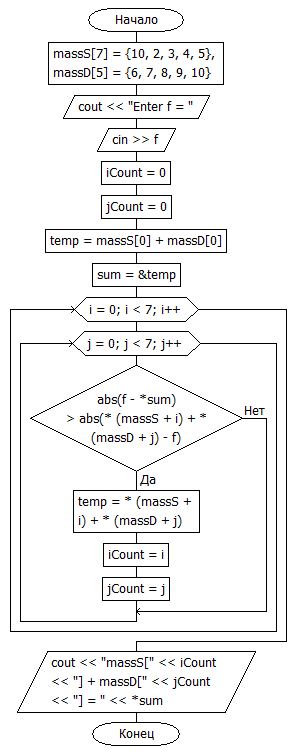 Начало
massS[7] = {10, 2, 3, 4, 5},
massD[5] = {6, 7, 8, 9, 10}
cout << "Enter f = "
cin >> f
iCount = 0
jCount = 0
temp = massS[0] + massD[0]
sum = &temp
i = 0; i < 7; i++
j = 0; j < 7; j++
abs(f - *sum)
> abs(* (massS + i) + *
(massD + j) - f)
Нет
Да
temp = * (massS +
i) + * (massD + j)
iCount = i
jCount = j
cout << "massS[" << iCount
<< "] + massD[" << jCount
<< "] = " << *sum
Конец